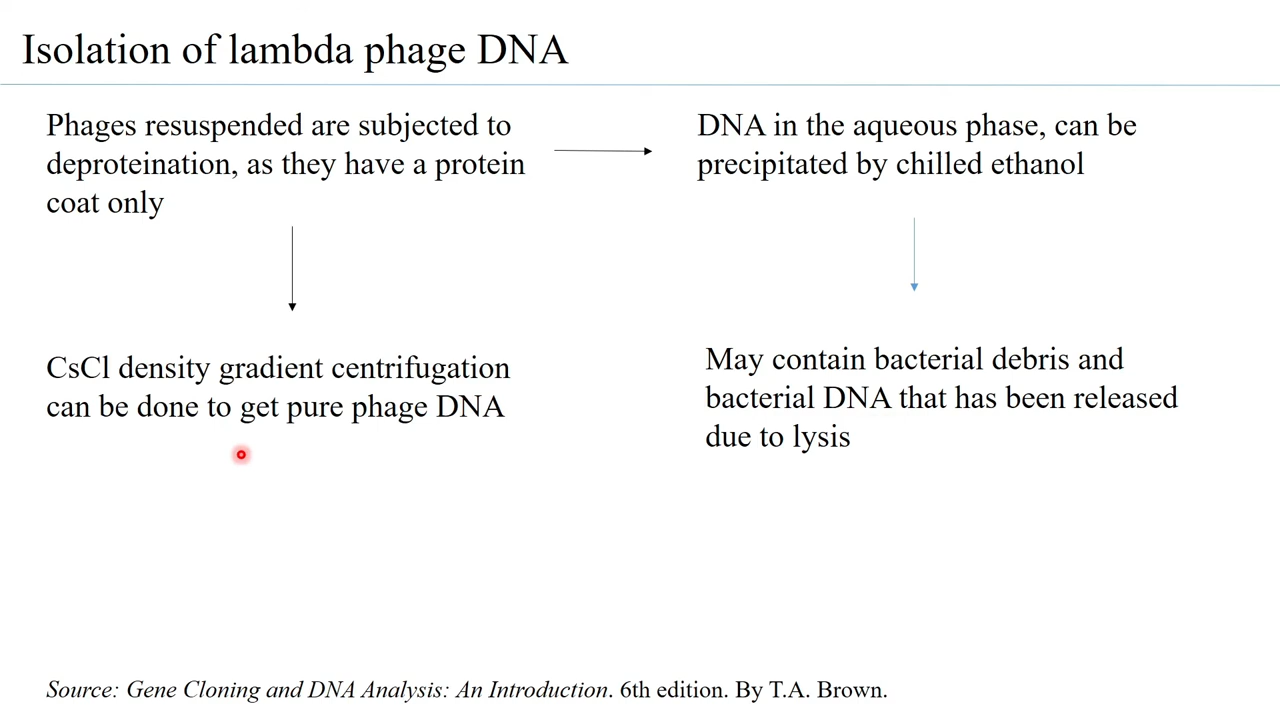 Isolation of lambda phage DNA
Phages resuspended are subjected to
deproteination, as they have a protein
coat only
DNA in the aqueous phase, can be
precipitated by chilled ethanol
CsCl density gradient centrifugation
can be done to get pure phage DNA
May contain bacterial debris and
bacterial DNA that has been released
due to lysis
Source: Gene Cloning and DNA Analysis: An Introduction. 6th edition. By T.A. Brown.